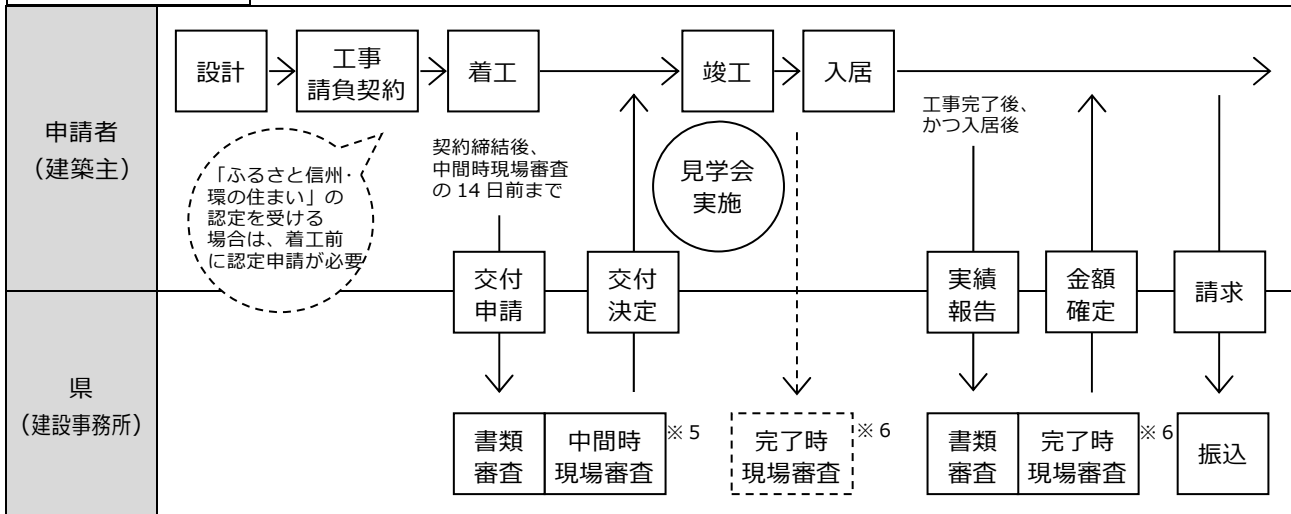 申請者
（建築主）
設計
工事
請負契約
着工
竣工
入居
「ふるさと信州・
環の住まい」の
認定を受ける
場合は、着工前
に認定申請が必要
契約締結後、
中間時現場審査
の 14 日前まで
見学会
実施
工事完了後、
かつ入居後
交付
申請
交付
決定
実績
報告
金額
確定
請求
県
（建設事務所）
書類
審査
中間時
現場審査
※5
完了時
現場審査
※6
書類
審査
完了時
現場審査
※6
振込